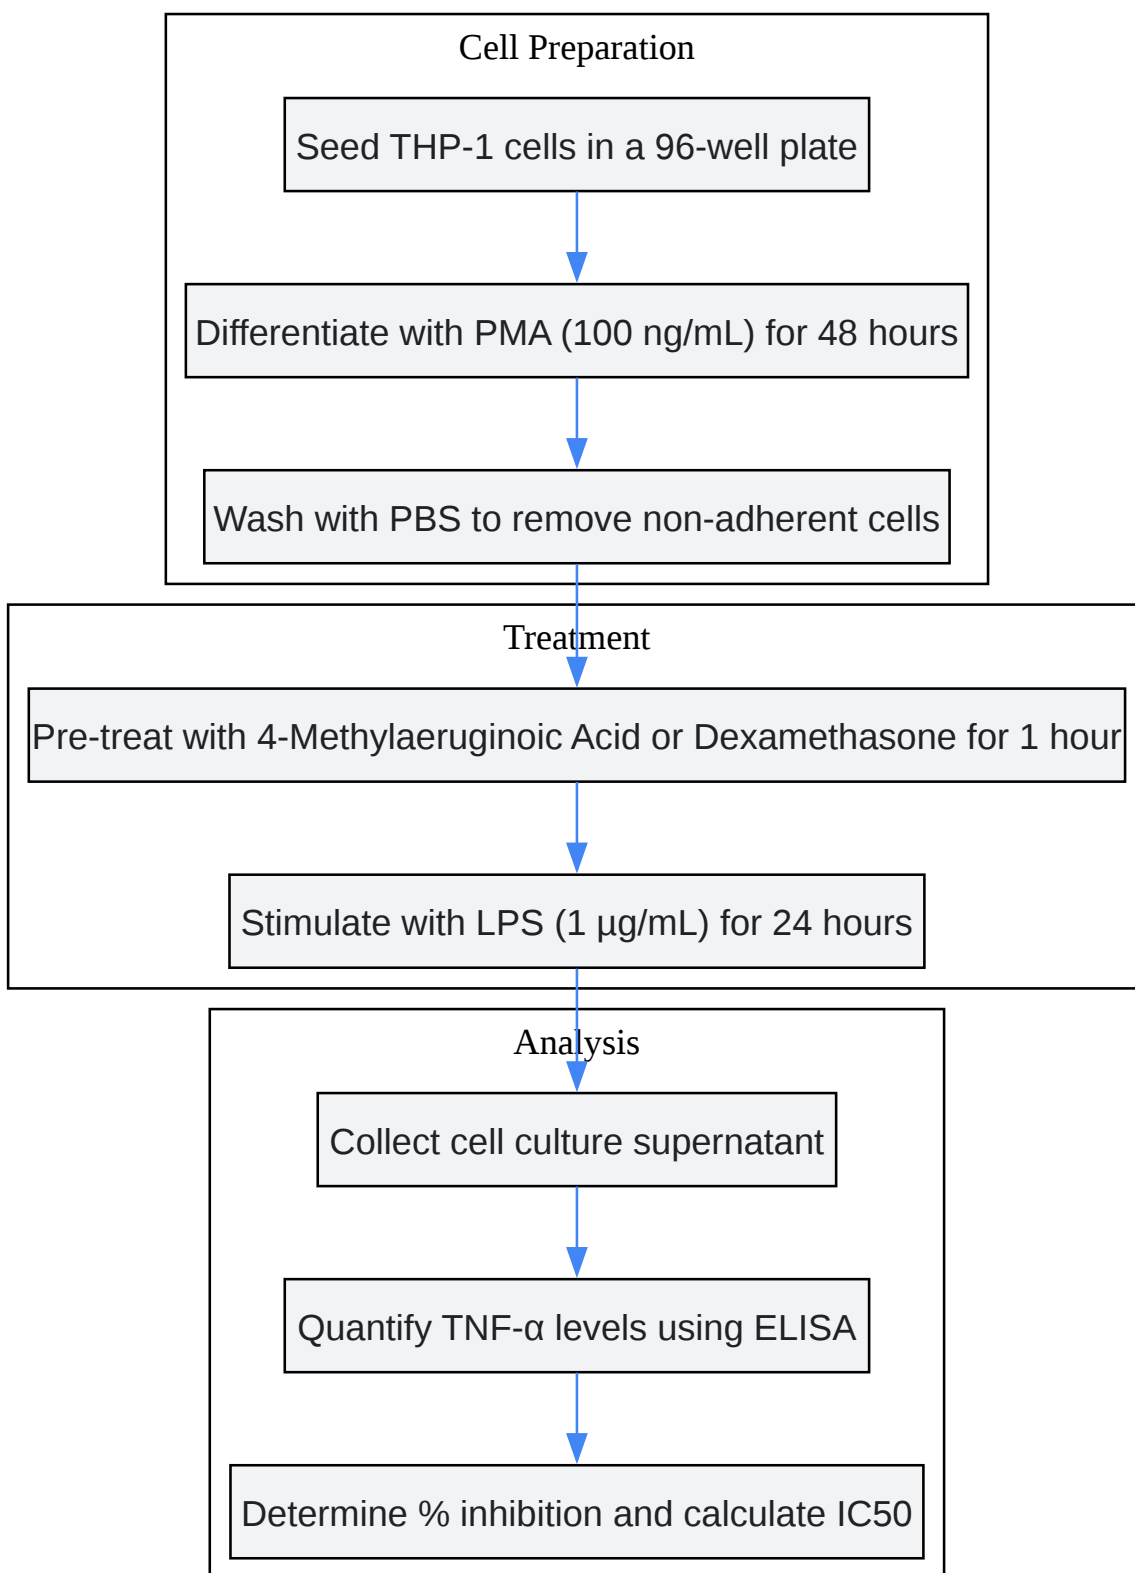 Cell Preparation
Seed THP-1 cells in a 96-well plate
Differentiate with PMA (100 ng/mL) for 48 hours
Wash with PBS to remove non-adherent cells
Treatment
Pre-treat with 4-Methylaeruginoic Acid or Dexamethasone for 1 hour
Stimulate with LPS (1 µg/mL) for 24 hours
Analysis
Collect cell culture supernatant
Quantify TNF-α levels using ELISA
Determine % inhibition and calculate IC50